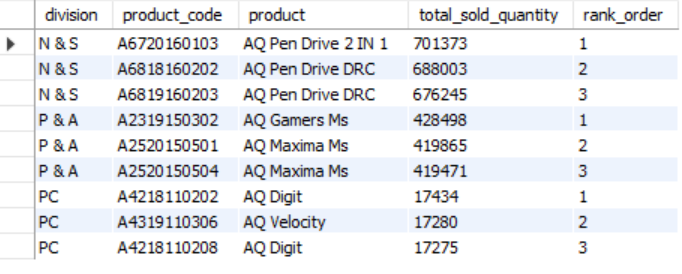 division product_code product total_sold_quantity rank_order
N & S A6720160103 AQ Pen Drive 2 IN 1 701373 1
N & S A6818160202 AQ Pen Drive DRC 688003 2
N & S A6819160203 AQ Pen Drive DRC 676245 3
P & A A2319150302 AQ Gamers Ms 428498 1
P & A A2520150501 AQ Maxima Ms 419865 2
P & A A2520150504 AQ Maxima Ms 419471 3
PC A4218110202 AQ Digit 17434 1
PC A4319110306 AQ Velocity 17280 2
PC A4218110208 AQ Digit 17275 3